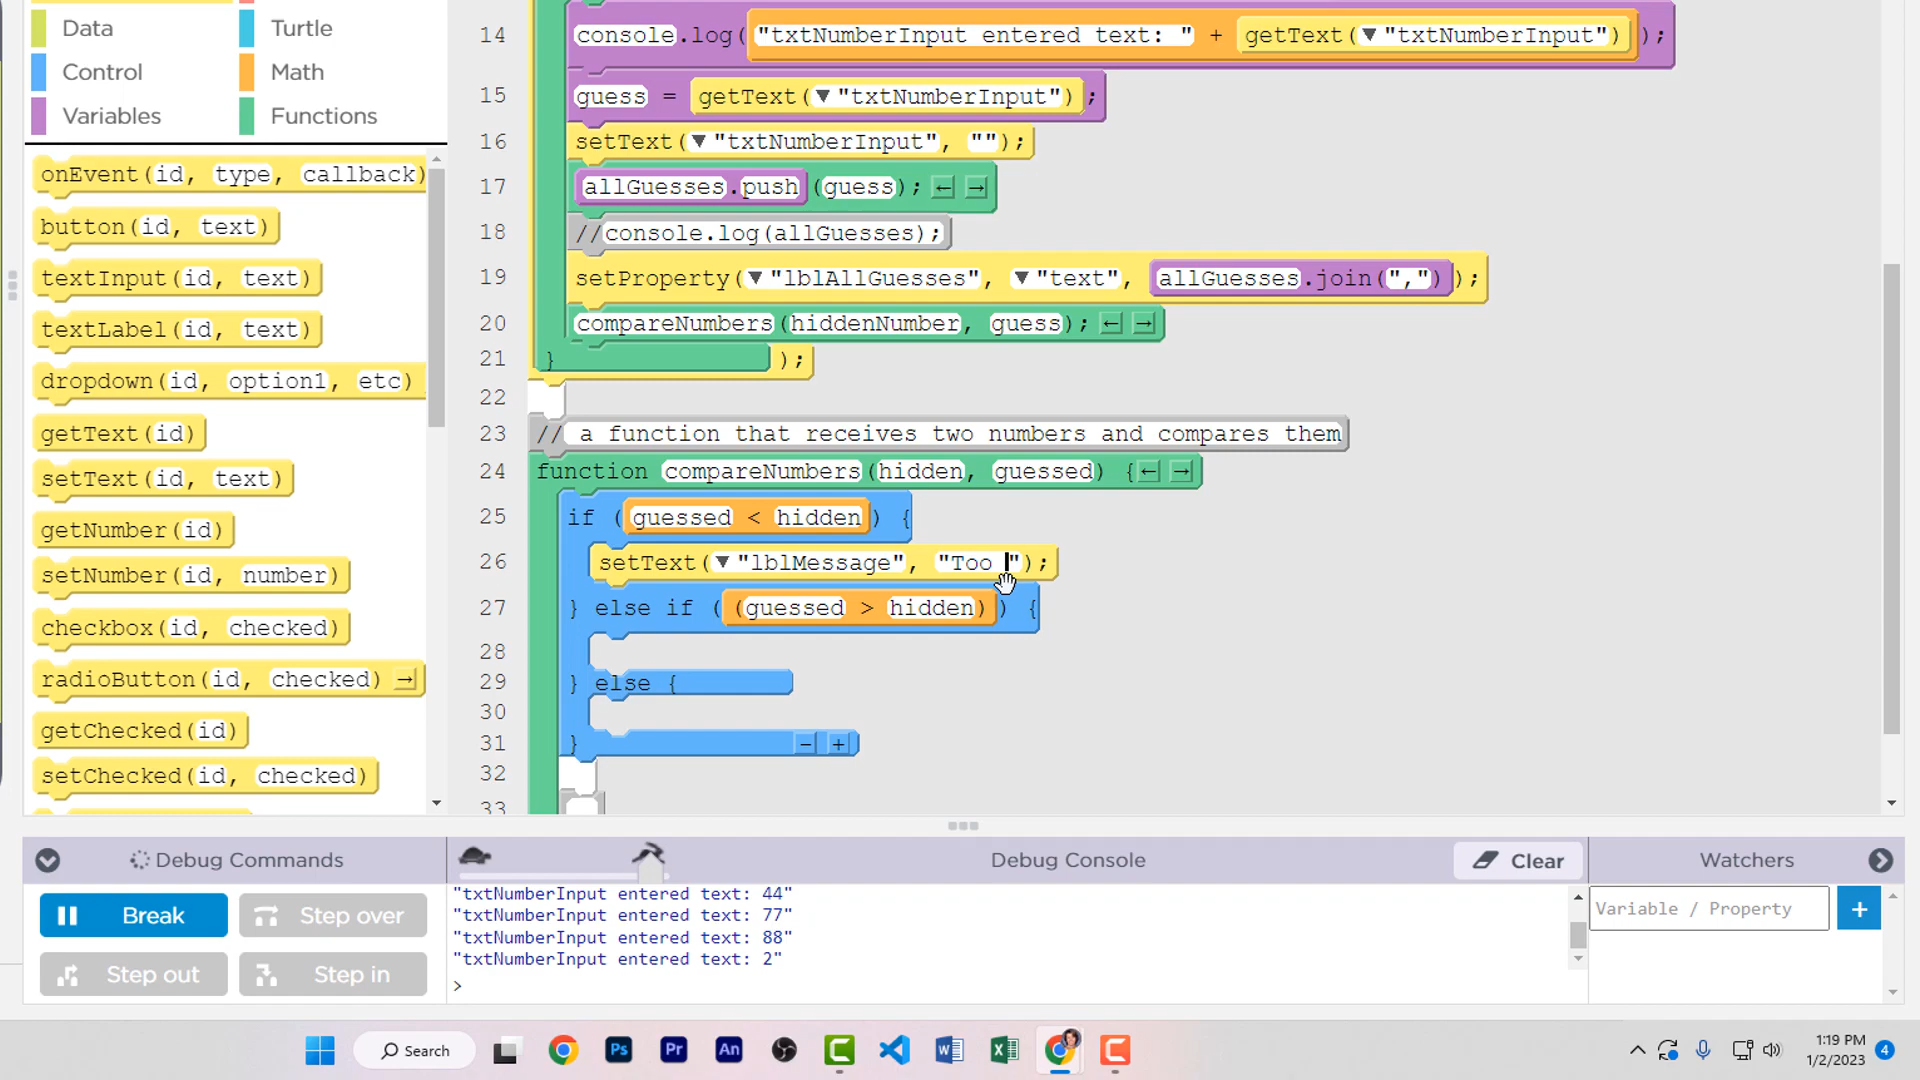 Data
Turtle
Control
Math
Variables
Functions
onEvent(id, type, callback)
button(id, text)
textInput(id, text)
textLabel(id, text)
dropdown(id, option1, etc)
getText(id)
setText(id, text)
getNumber(id)
setNumber(id, number)
checkbox(id, checked)
radioButton(id, checked)
getChecked(id)
setChecked(id, checked)
14 console.log("txtNumberInput entered text: " + getText(▼"txtNumberInput"));
15 guess = getText(▼"txtNumberInput");
16 setText(▼"txtNumberInput", "");
17 allGuesses.push (guess); ← →
18 //console.log(allGuesses);
19 setProperty(▼"lblAllGuesses", ▼"text", allGuesses.join(","));
20 compareNumbers(hiddenNumber, guess); ← →
21 } );
22
23 // a function that receives two numbers and compares them
24 function compareNumbers(hidden, guessed) { ← →
25 if (guessed < hidden) {
26 setText(▼"lblMessage", "Too ");
27 } else if ((guessed > hidden)) {
28
29 } else {
30
31 } − +
32
33
Debug Commands
Debug Console
Clear
Watchers
Break
Step over
Step out
Step in
"txtNumberInput entered text: 44"
"txtNumberInput entered text: 77"
"txtNumberInput entered text: 88"
"txtNumberInput entered text: 2"
>
Variable / Property
+
Search
Ps
Pr
An
1:19 PM
1/2/2023
4